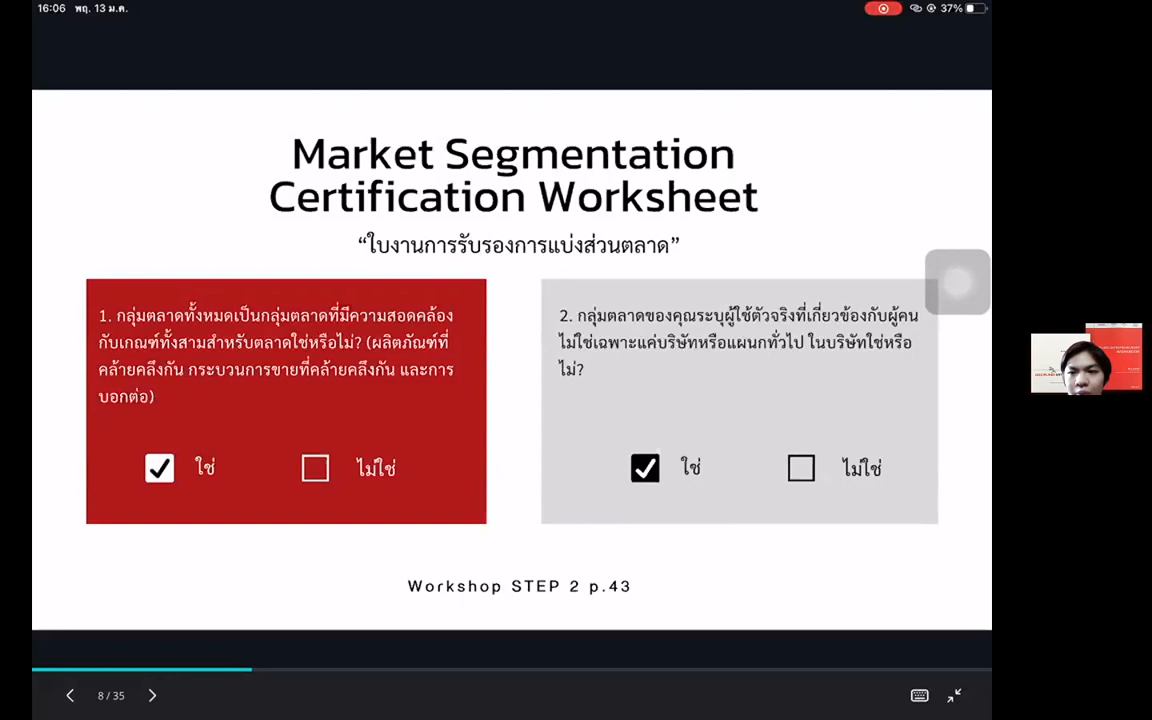 16:06 พฤ. 13 ม.ค.
37%
Market Segmentation
Certification Worksheet
“ใบงานการรับรองการแบ่งส่วนตลาด”
1. กลุ่มตลาดทั้งหมดเป็นกลุ่มตลาดที่มีความสอดคล้อง
กับเกณฑ์ทั้งสามสำหรับตลาดใช่หรือไม่? (ผลิตภัณฑ์ที่
คล้ายคลึงกัน กระบวนการขายที่คล้ายคลึงกัน และการ
บอกต่อ)
ใช่ ไม่ใช่
2. กลุ่มตลาดของคุณระบุผู้ใช้ตัวจริงที่เกี่ยวข้องกับผู้คน
ไม่ใช่เฉพาะแค่บริษัทหรือแผนกทั่วไป ในบริษัทใช่หรือ
ไม่?
ใช่ ไม่ใช่
Workshop STEP 2 p.43
8 / 35